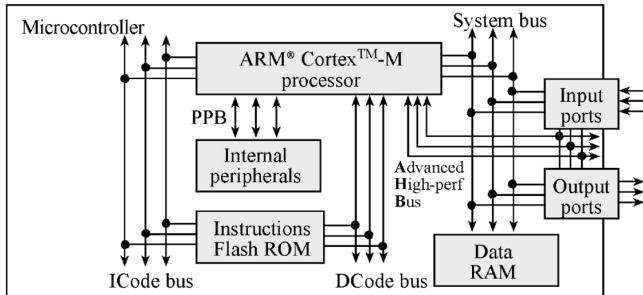 Microcontroller
System bus
ARM® Cortex™-M
processor
Input
ports
PPB
Internal
peripherals
Advanced
High-perf
Bus
Output
ports
Instructions
Flash ROM
Data
RAM
ICode bus
DCode bus